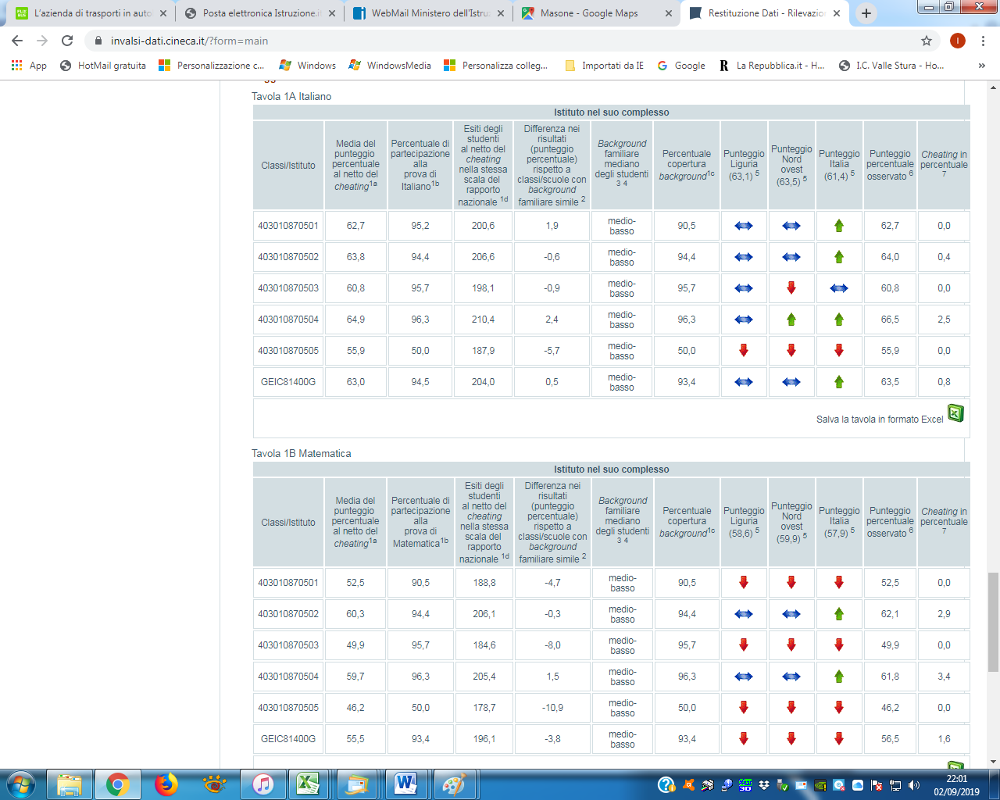 L'azienda di trasporti in autob
Posta elettronica Istruzione.i
WebMail Ministero dell'Istruz
Masone - Google Maps
Restituzione Dati - Rilevazion
invalsi-dati.cineca.it/?form=main
App HotMail gratuita Personalizzazione c... Windows WindowsMedia Personalizza colleg... Importati da IE Google La Repubblica.it - H... I.C. Valle Stura - Ho... »
Tavola 1A Italiano
Istituto nel suo complesso
Classi/Istituto
Media del
punteggio
percentuale
al netto del
cheating1a
Percentuale di
partecipazione
alla
prova di
Italiano1b
Esiti degli
studenti
al netto del
cheating
nella stessa
scala del
rapporto
nazionale 1d
Differenza nei
risultati
(punteggio
percentuale)
rispetto a
classi/scuole con
background
familiare simile 2
Background
familiare
mediano
degli studenti
3 4
Percentuale
copertura
background1c
Punteggio
Liguria
(63,1) 5
Punteggio
Nord
ovest
(63,5) 5
Punteggio
Italia
(61,4) 5
Punteggio
percentuale
osservato 6
Cheating in
percentuale
7
403010870501 62,7 95,2 200,6 1,9 medio-basso 90,5 62,7 0,0
403010870502 63,8 94,4 206,6 -0,6 medio-basso 94,4 64,0 0,4
403010870503 60,8 95,7 198,1 -0,9 medio-basso 95,7 60,8 0,0
403010870504 64,9 96,3 210,4 2,4 medio-basso 96,3 66,5 2,5
403010870505 55,9 50,0 187,9 -5,7 medio-basso 50,0 55,9 0,0
GEIC81400G 63,0 94,5 204,0 0,5 medio-basso 93,4 63,5 0,8
Salva la tavola in formato Excel
Tavola 1B Matematica
Istituto nel suo complesso
Classi/Istituto
Media del
punteggio
percentuale
al netto del
cheating1a
Percentuale di
partecipazione
alla
prova di
Matematica1b
Esiti degli
studenti
al netto del
cheating
nella stessa
scala del
rapporto
nazionale 1d
Differenza nei
risultati
(punteggio
percentuale)
rispetto a
classi/scuole con
background
familiare simile 2
Background
familiare
mediano
degli studenti
3 4
Percentuale
copertura
background1c
Punteggio
Liguria
(58,6) 5
Punteggio
Nord
ovest
(59,9) 5
Punteggio
Italia
(57,9) 5
Punteggio
percentuale
osservato 6
Cheating in
percentuale
7
403010870501 52,5 90,5 188,8 -4,7 medio-basso 90,5 52,5 0,0
403010870502 60,3 94,4 206,1 -0,3 medio-basso 94,4 62,1 2,9
403010870503 49,9 95,7 184,6 -8,0 medio-basso 95,7 49,9 0,0
403010870504 59,7 96,3 205,4 1,5 medio-basso 96,3 61,8 3,4
403010870505 46,2 50,0 178,7 -10,9 medio-basso 50,0 46,2 0,0
GEIC81400G 55,5 93,4 196,1 -3,8 medio-basso 93,4 56,5 1,6
22:01
02/09/2019